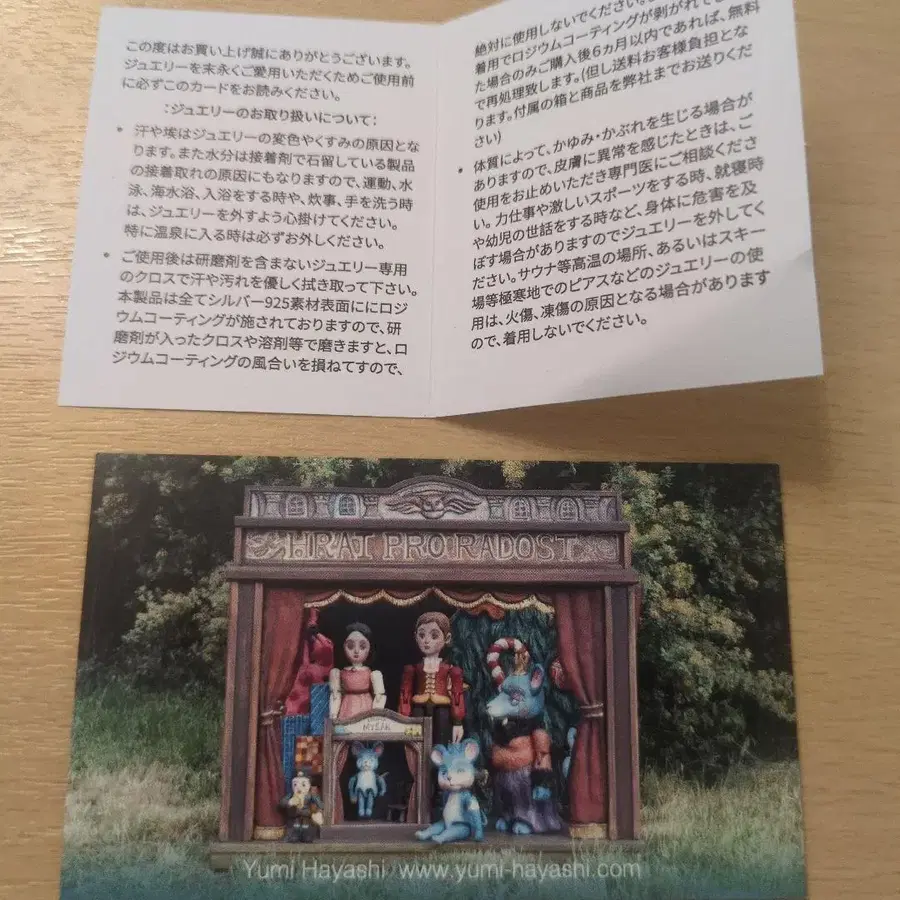 この度はお買い上げ誠にありがとうございます。
ジュエリーを末永くご愛用いただくためご使用前
に必ずこのカードをお読みください。
:ジュエリーのお取り扱いについて:
• 汗や埃はジュエリーの変色やくすみの原因とな
ります。また水分は接着剤で石留している製品
の接着取れの原因にもなりますので、運動、水
泳、海水浴、入浴をする時や、炊事、手を洗う時
は、ジュエリーを外すよう心掛けてください。
特に温泉に入る時は必ずお外しください。
• ご使用後は研磨剤を含まないジュエリー専用
のクロスで汗や汚れを優しく拭き取って下さい。
本製品は全てシルバー925素材表面ににロジ
ウムコーティングが施されておりますので、研
磨剤が入ったクロスや溶剤等で磨きますと、ロ
ジウムコーティングの風合いを損ねてすので、
絶対に使用しないでください。
着用でロジウムコーティングが剥がれてし
た場合のみご購入後6ヵ月以内であれば、無料
で再処理致します。(但し送料お客様負担とな
ります。付属の箱と商品を弊社までお送りくだ
さい)
• 体質によって、かゆみ・かぶれを生じる場合が
ありますので、皮膚に異常を感じたときは、ご
使用をお止めいただき専門医にご相談くださ
い。力仕事や激しいスポーツをする時、就寝時
や幼児の世話をする時など、身体に危害を及
ぼす場合がありますのでジュエリーを外してく
ださい。サウナ等高温の場所、あるいはスキー
場等極寒地でのピアスなどのジュエリーの使
用は、火傷、凍傷の原因となる場合があります
ので、着用しないでください。
HRAT PRO RADOST
MYŠÁK
Yumi Hayashi www.yumi-hayashi.com